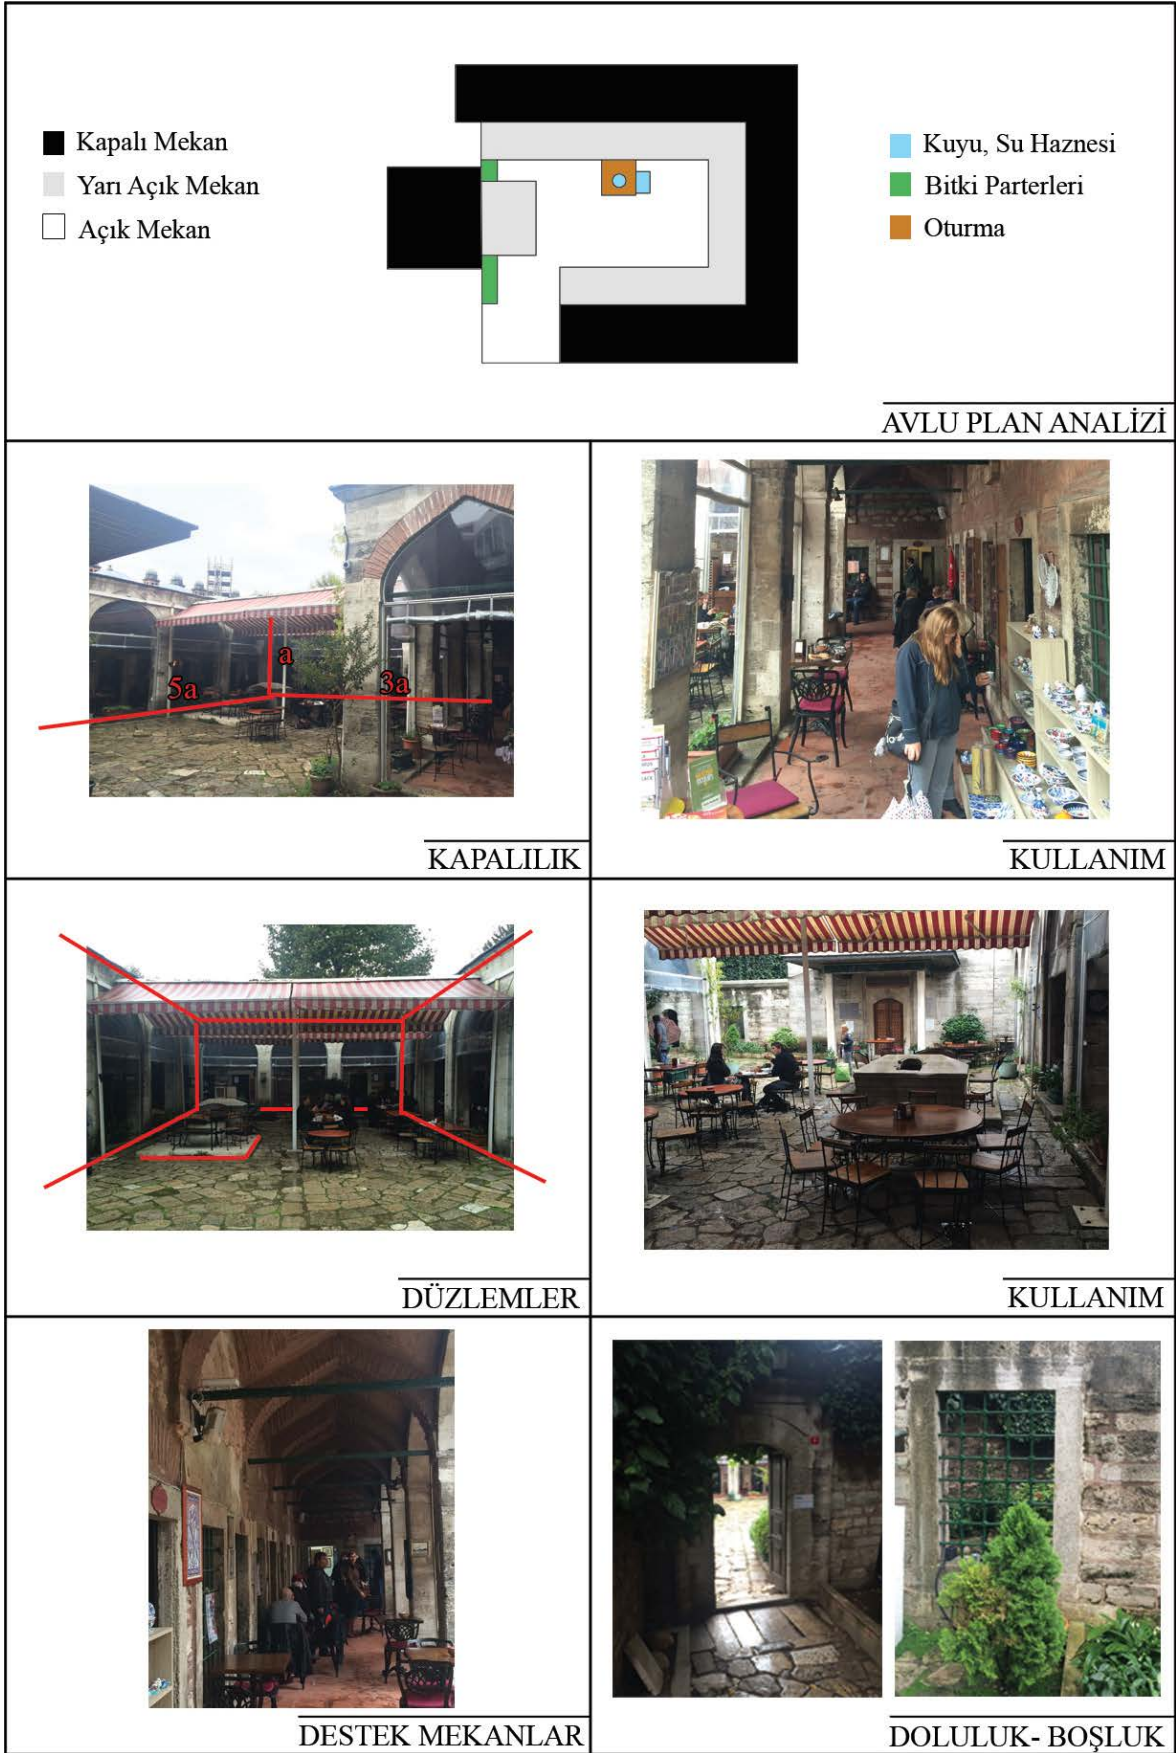 Kapalı Mekan
Yarı Açık Mekan
Açık Mekan
Kuyu, Su Haznesi
Bitki Parterleri
Oturma
AVLU PLAN ANALİZİ
5a
a
3a
KAPALILIK
KULLANIM
DÜZLEMLER
KULLANIM
DESTEK MEKANLAR
DOLULUK- BOŞLUK